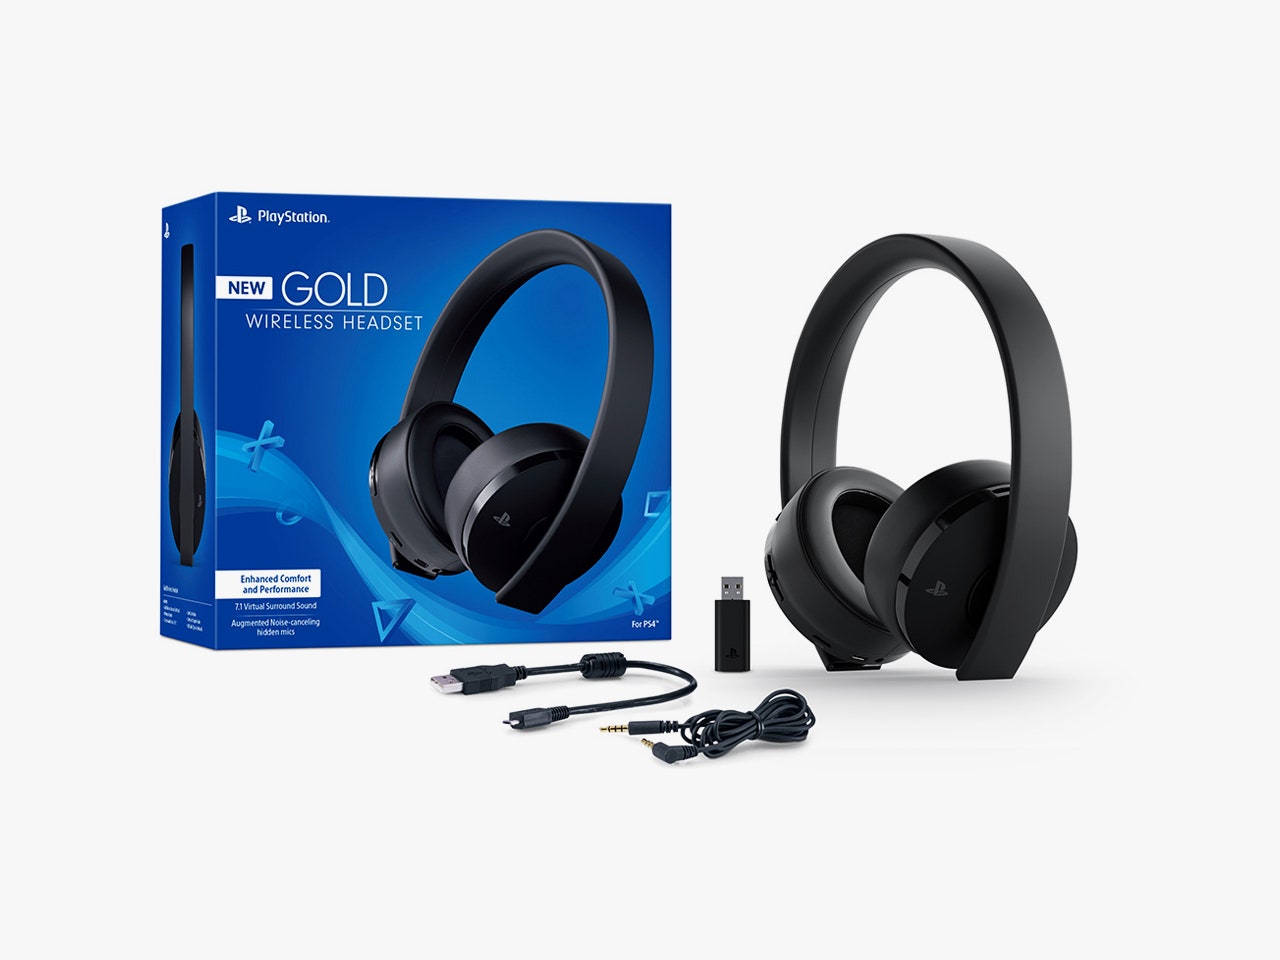 PlayStation®
NEW GOLD
WIRELESS HEADSET
Enhanced Comfort
and Performance
7.1 Virtual Surround Sound
Augmented Noise-canceling
hidden mics
For PS4™